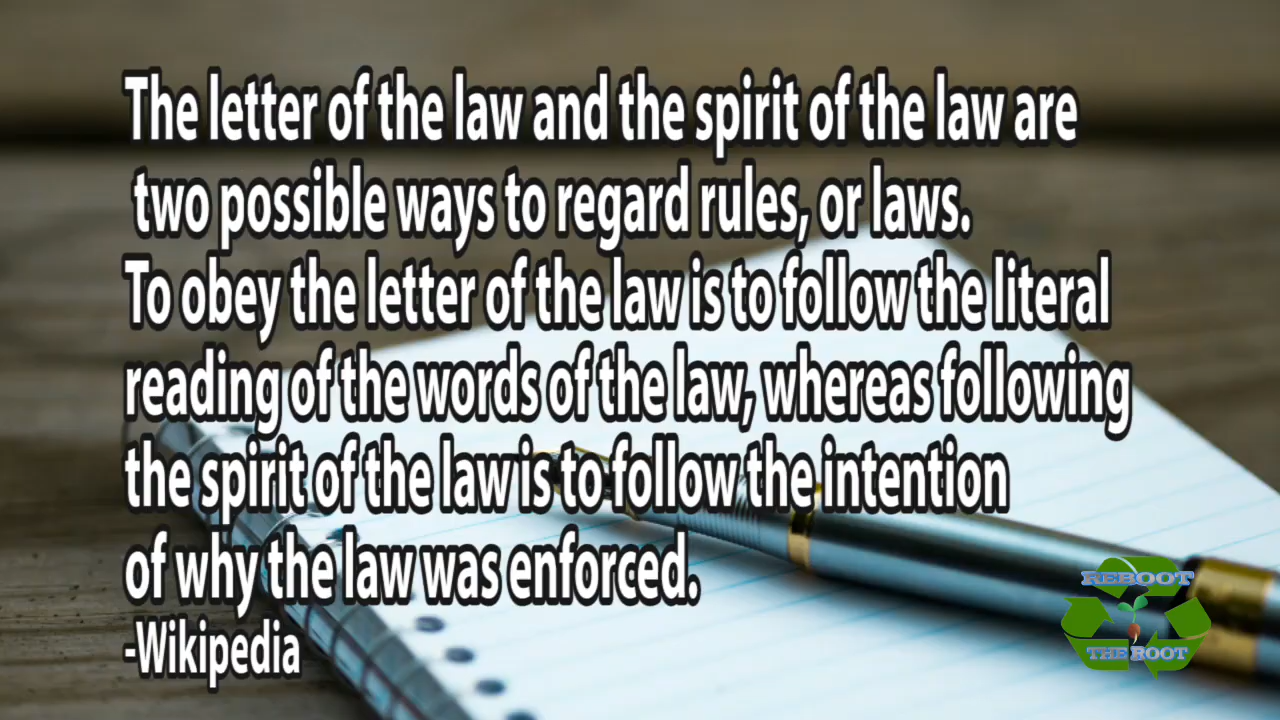 The letter of the law and the spirit of the law are
two possible ways to regard rules, or laws.
To obey the letter of the law is to follow the literal
reading of the words of the law, whereas following
the spirit of the law is to follow the intention
of why the law was enforced.
-Wikipedia
REBOOT
THE ROOT